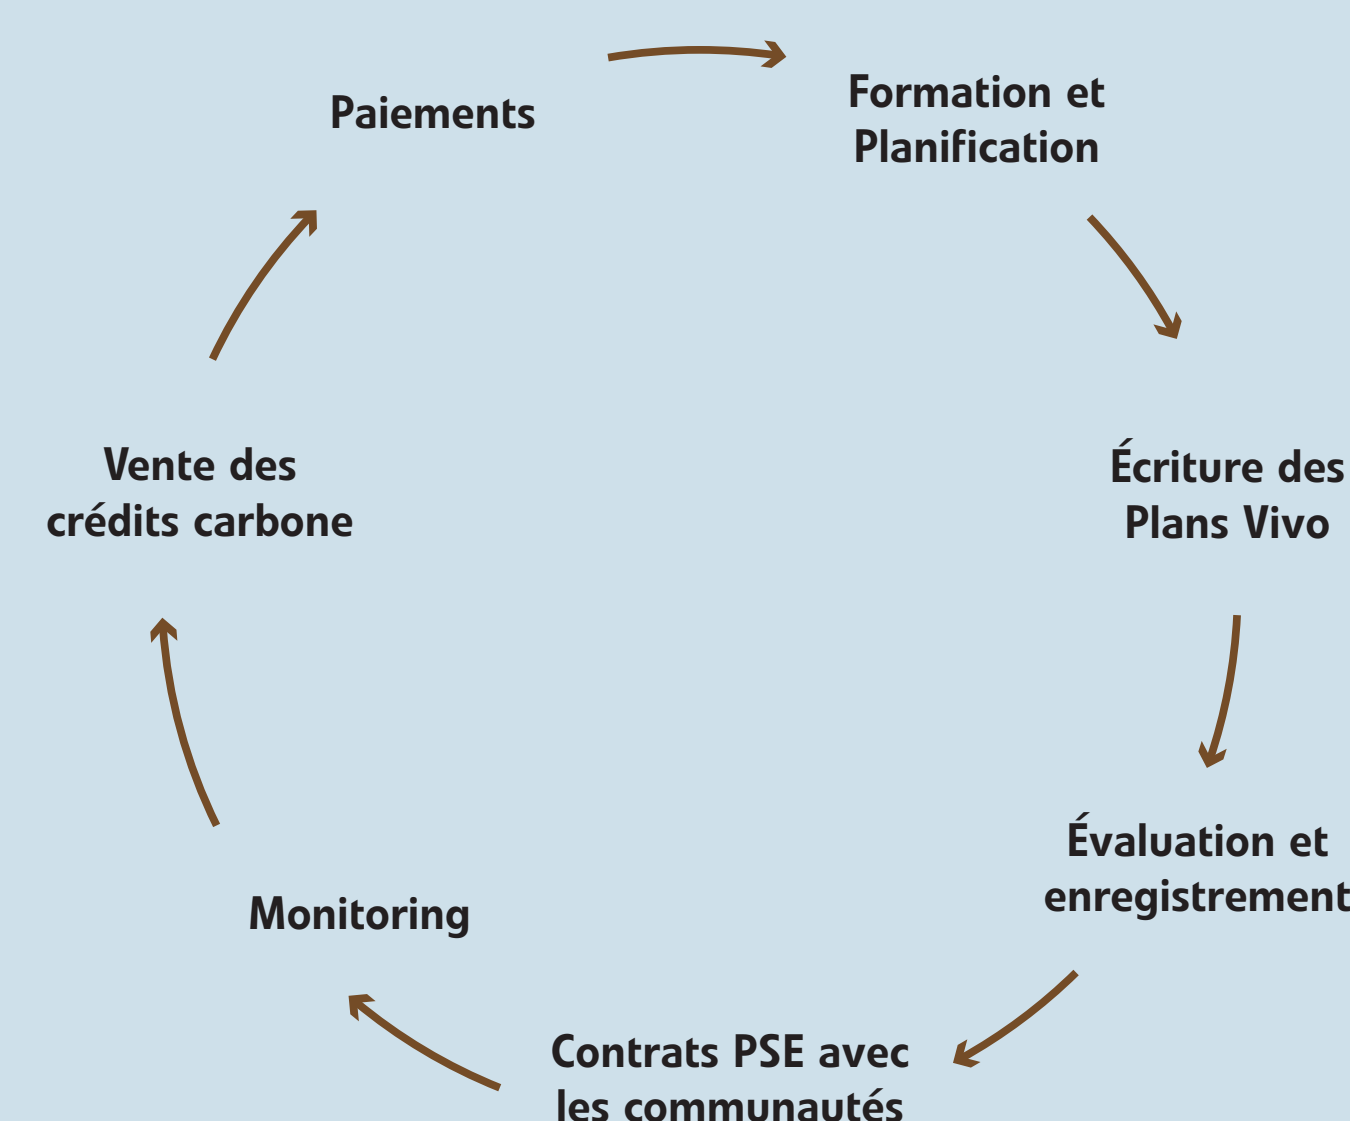 Paiements
Formation et
Planification
Écriture des
Plans Vivo
Évaluation et
enregistrement
Contrats PSE avec
les communautés
Monitoring
Vente des
crédits carbone